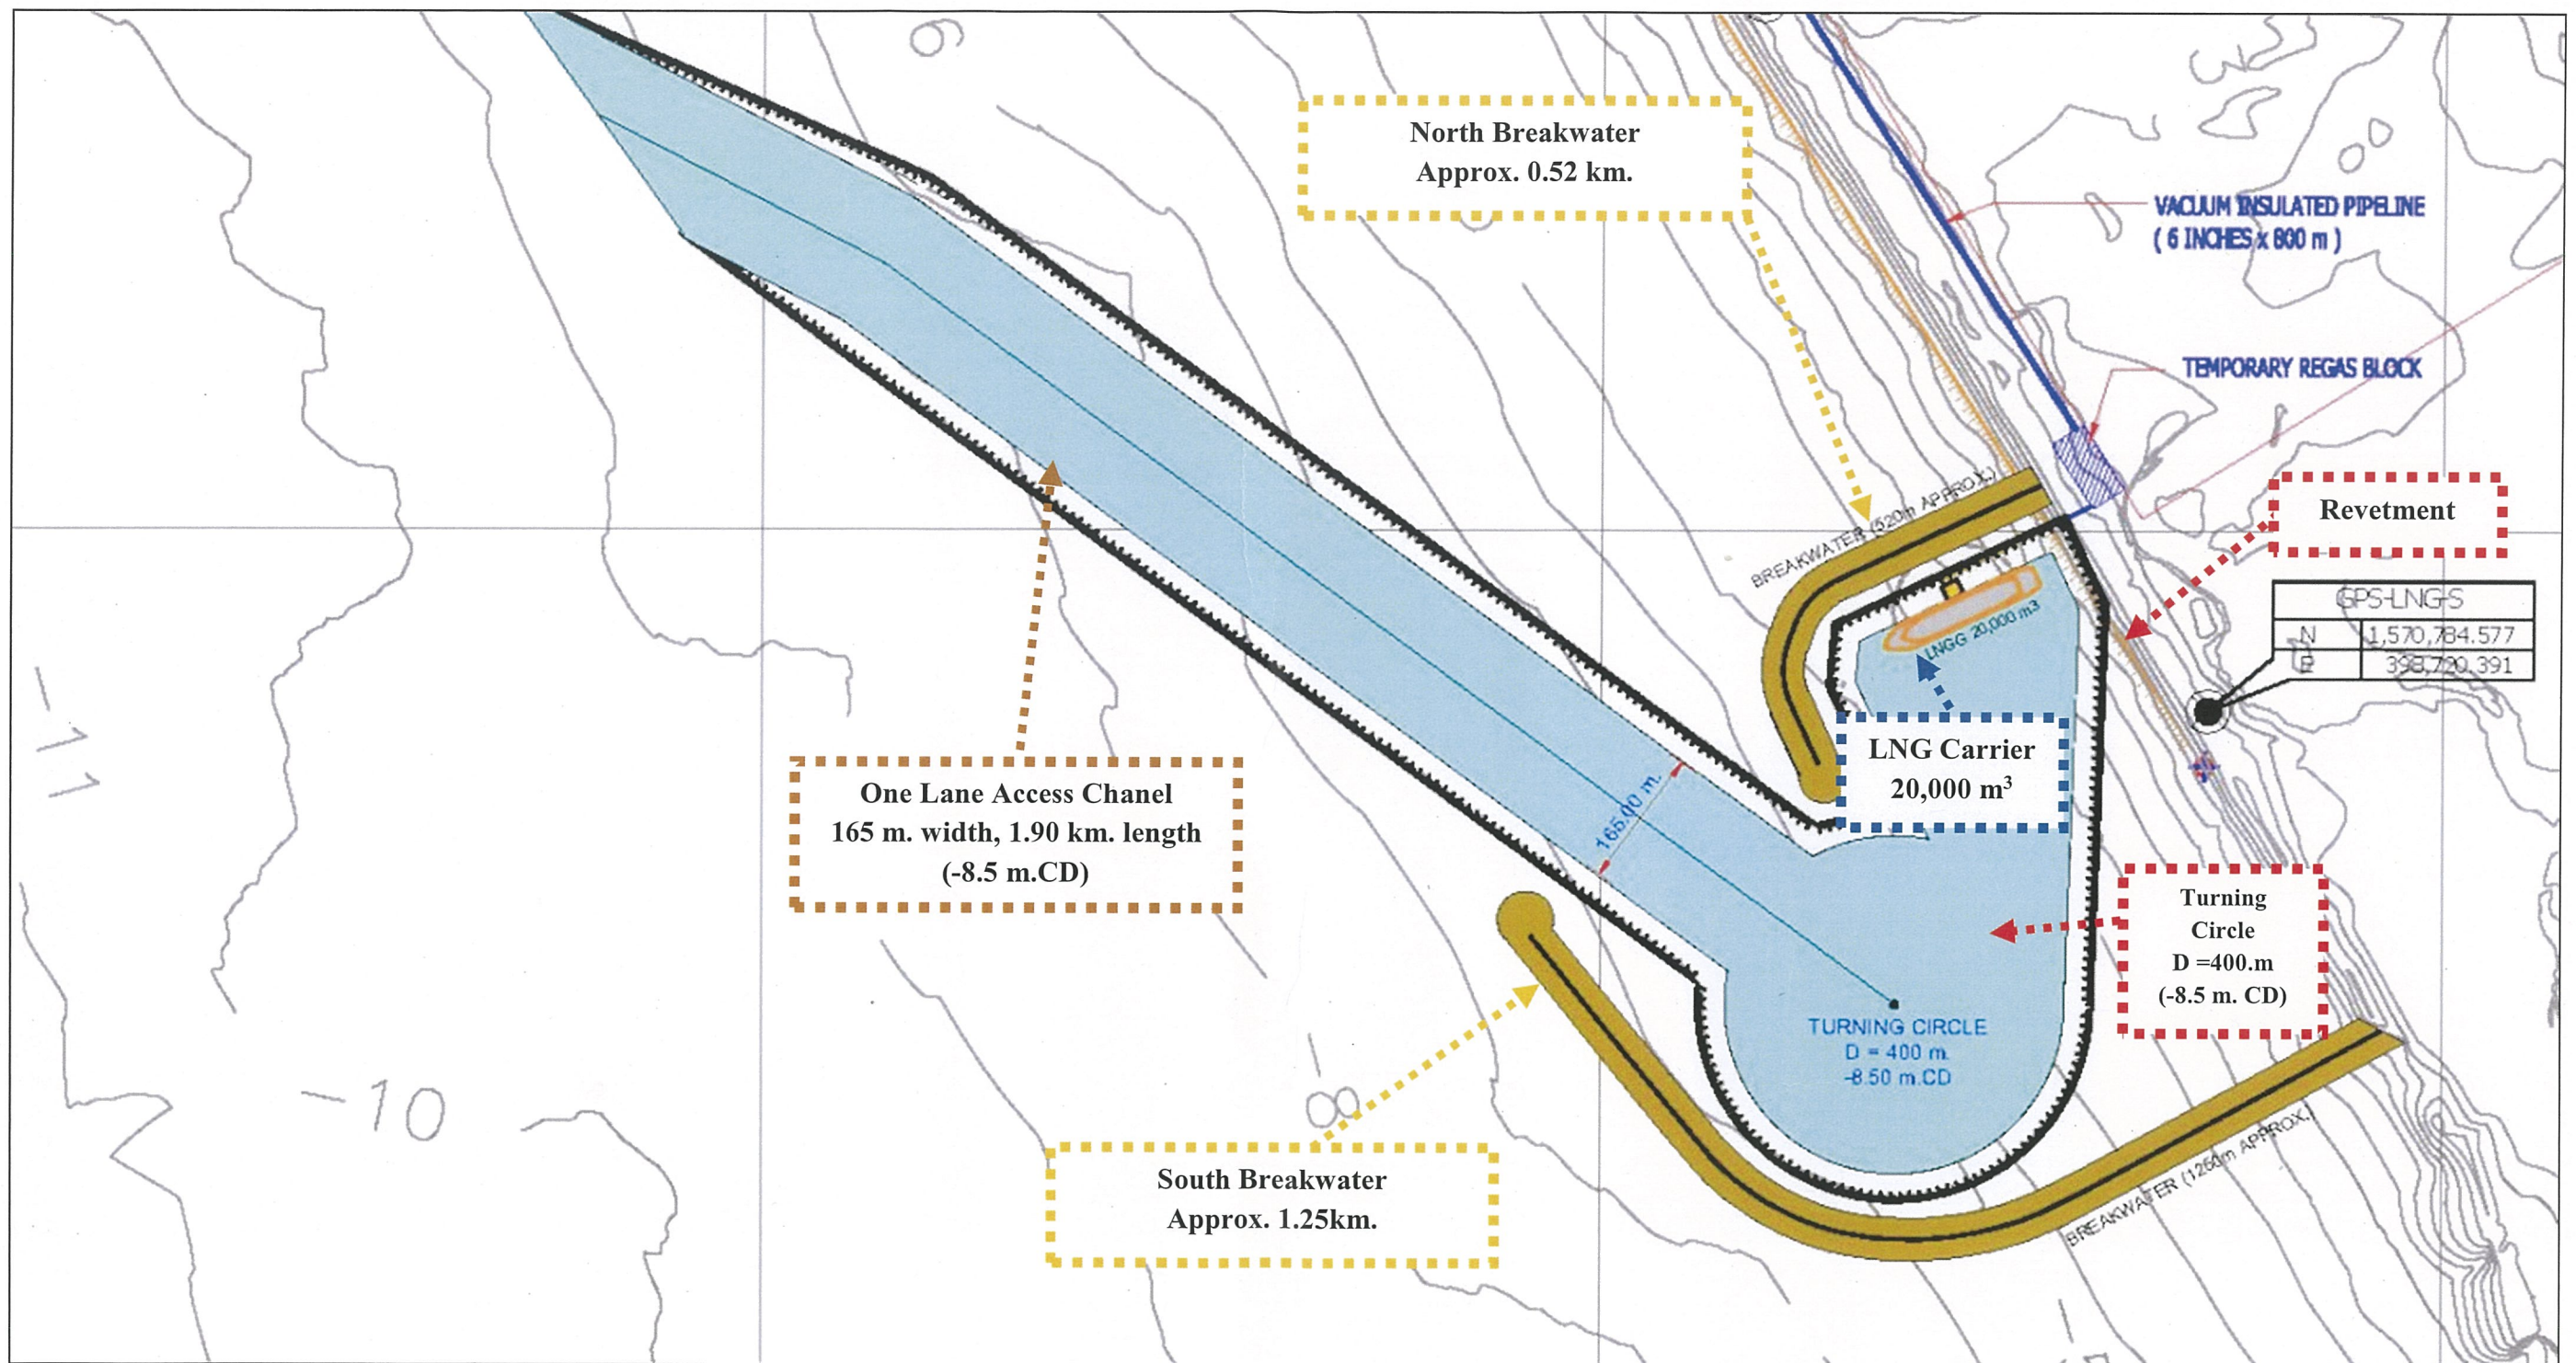 9
North Breakwater
Approx. 0.52 km.
VACUUM INSULATED PIPELINE
( 6 INCHES x 800 m )
TEMPORARY REGAS BLOCK
BREAKWATER (520m APPROX.)
Revetment
GPS-LNG-S
N 1,570,784.577
E 393,720.391
LNGG 20,000 m3
LNG Carrier
20,000 m³
-11
One Lane Access Chanel
165 m. width, 1.90 km. length
(-8.5 m.CD)
165.00 m.
Turning
Circle
D =400.m
(-8.5 m. CD)
TURNING CIRCLE
D = 400 m.
-8.50 m.CD
-10
-8
South Breakwater
Approx. 1.25km.
BREAKWATER (1250m APPROX.)